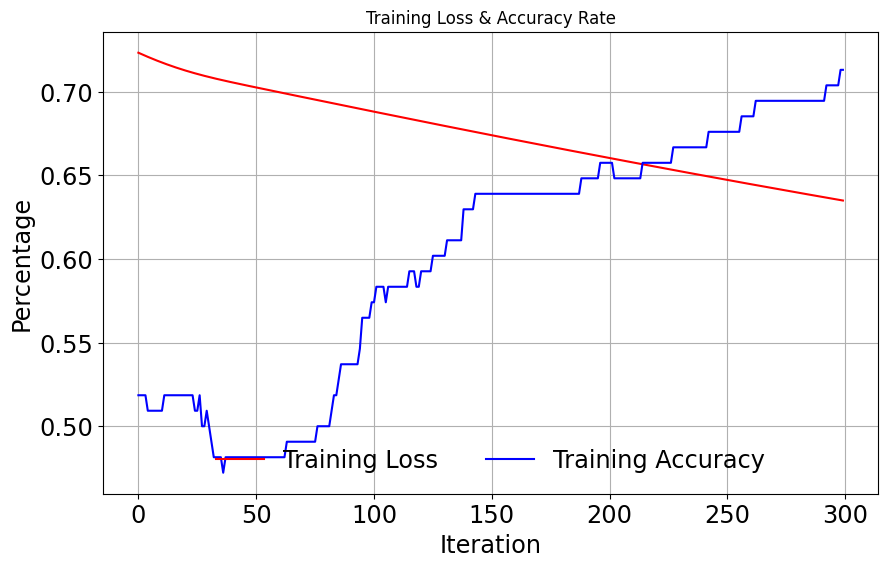 Training Loss & Accuracy Rate
0.70
0.65
0.60
0.55
0.50
Percentage
Training Loss
Training Accuracy
0 50 100 150 200 250 300
Iteration